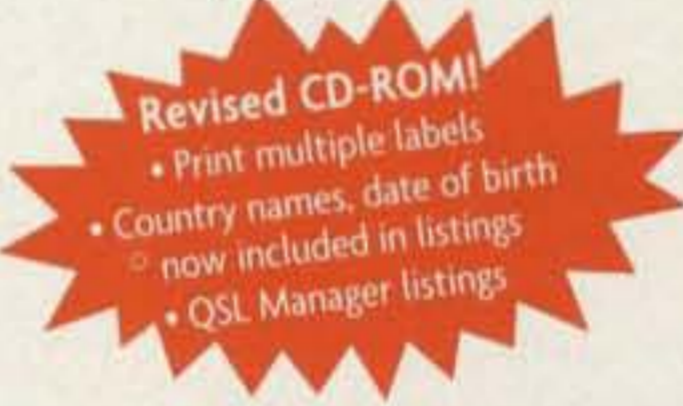 Revised CD-ROM!
• Print multiple labels
• Country names, date of birth
now included in listings
• QSL Manager listings